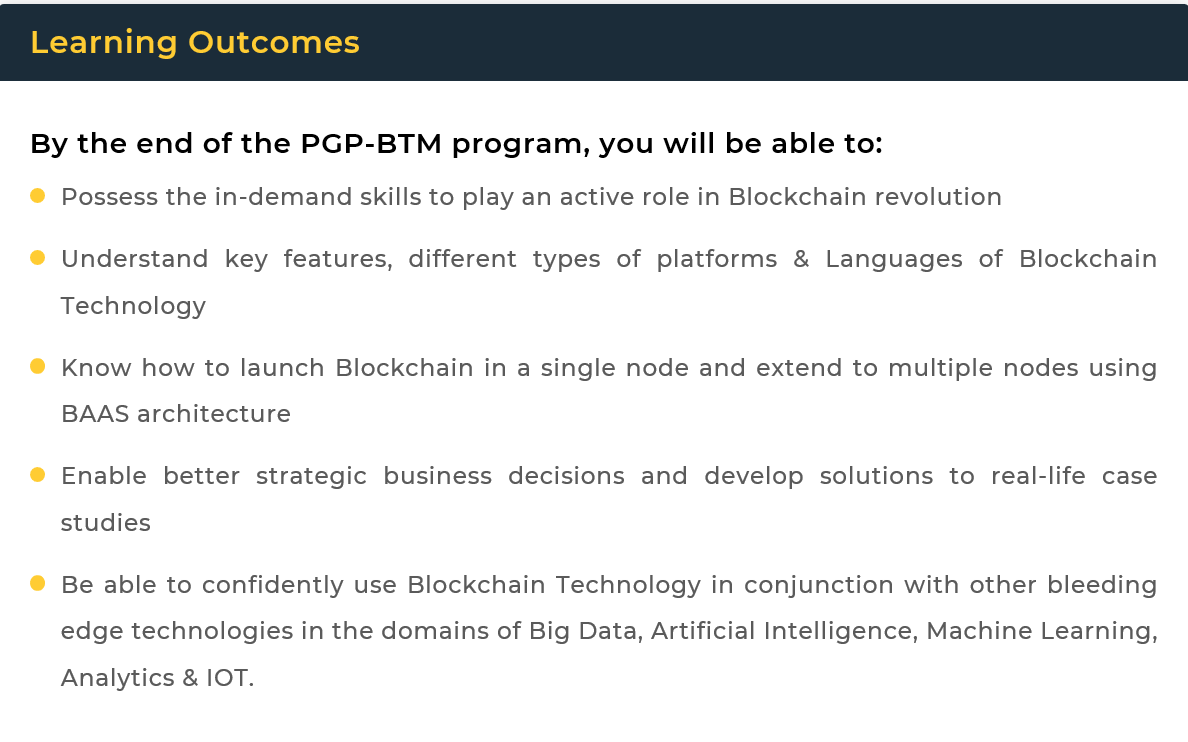 Learning Outcomes
By the end of the PGP-BTM program, you will be able to:
Possess the in-demand skills to play an active role in Blockchain revolution
Understand key features, different types of platforms & Languages of Blockchain
Technology
Know how to launch Blockchain in a single node and extend to multiple nodes using
BAAS architecture
Enable better strategic business decisions and develop solutions to real-life case
studies
Be able to confidently use Blockchain Technology in conjunction with other bleeding
edge technologies in the domains of Big Data, Artificial Intelligence, Machine Learning,
Analytics & IOT.